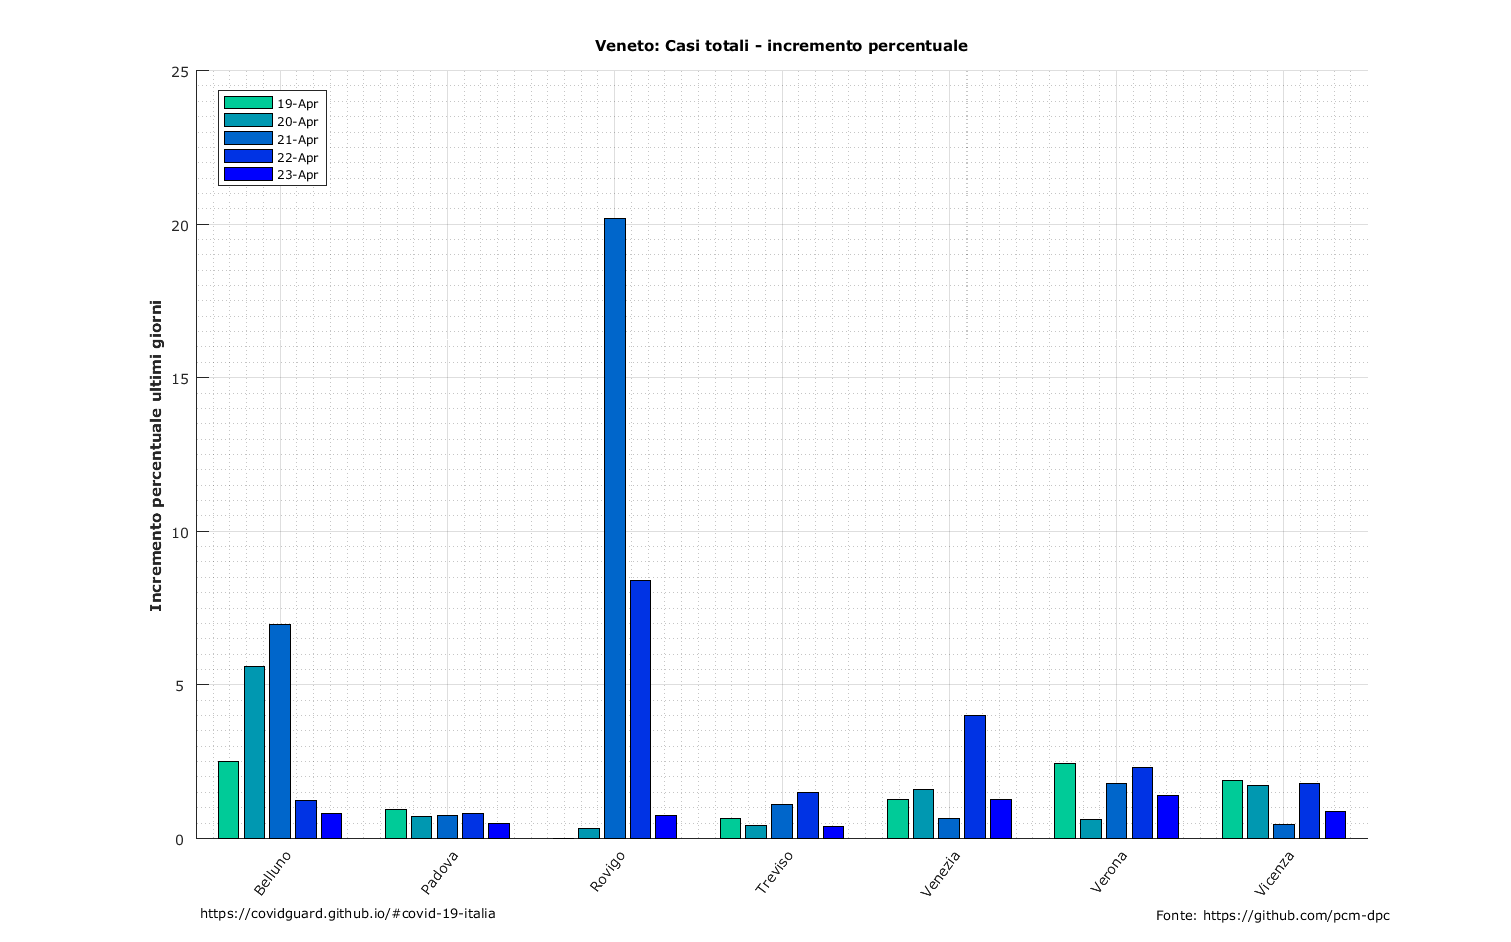 Veneto: Casi totali - incremento percentuale
25
20
15
10
5
0
Incremento percentuale ultimi giorni
19-Apr
20-Apr
21-Apr
22-Apr
23-Apr
Belluno
Padova
Rovigo
Treviso
Venezia
Verona
Vicenza
https://covidguard.github.io/#covid-19-italia
Fonte: https://github.com/pcm-dpc